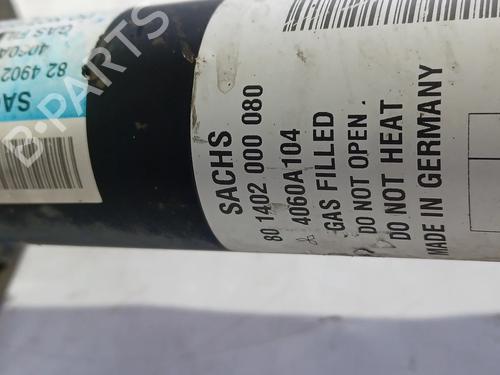 SACHS
80 1402 000 080
4060A104
GAS FILLED
DO NOT OPEN .
DO NOT HEAT
MADE IN GERMANY
SA
82 4902
B-PARTS